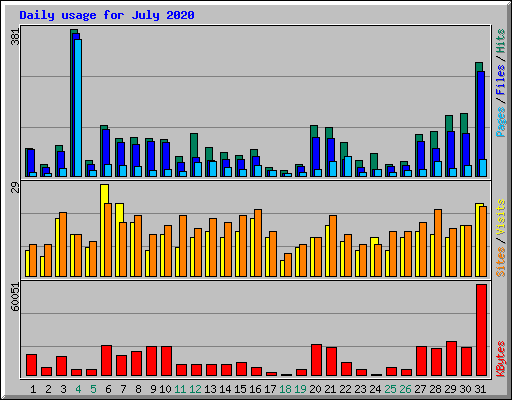 Daily usage for July 2020
381
Pages / Files / Hits
29
Sites / Visits
60051
KBytes
1 2 3 4 5 6 7 8 9 10 11 12 13 14 15 16 17 18 19 20 21 22 23 24 25 26 27 28 29 30 31